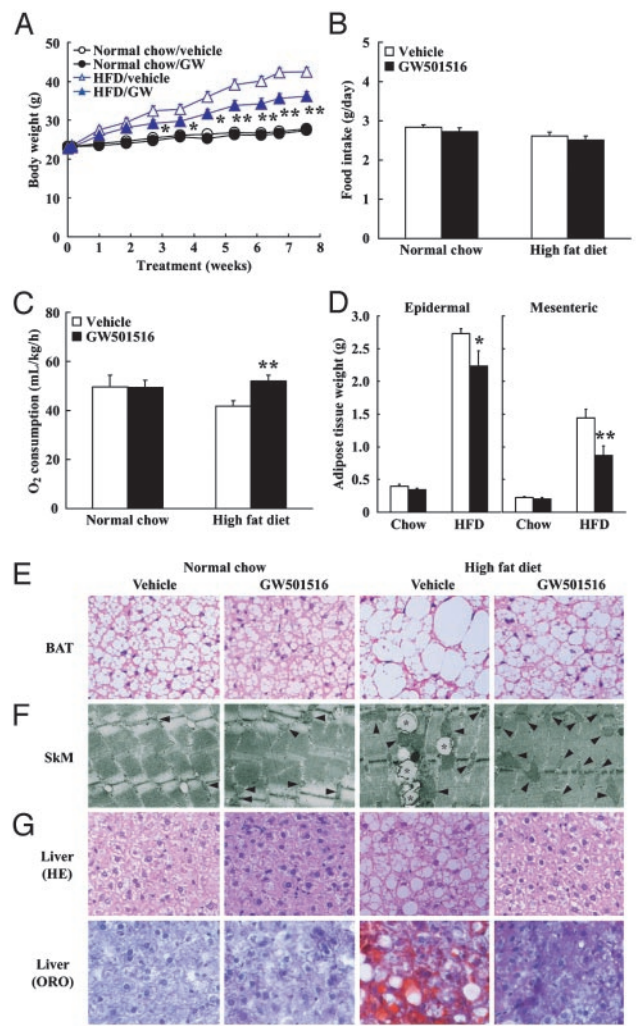 A
Normal chow/vehicle
Normal chow/GW
HFD/vehicle
HFD/GW
Body weight (g)
60
50
40
30
20
10
0
* * * ** ** ** **
0 1 2 3 4 5 6 7 8
Treatment (weeks)
B
Vehicle
GW501516
Food intake (g/day)
5
4
3
2
1
0
Normal chow High fat diet
C
Vehicle
GW501516
O2 consumption (mL/kg/h)
80
60
40
20
0
**
Normal chow High fat diet
D
Epidermal Mesenteric
Adipose tissue weight (g)
3.0
2.5
2.0
1.5
1.0
0.5
0
*
**
Chow HFD Chow HFD
E
Normal chow High fat diet
Vehicle GW501516 Vehicle GW501516
BAT
F
SkM
* * * *
G
Liver
(HE)
Liver
(ORO)